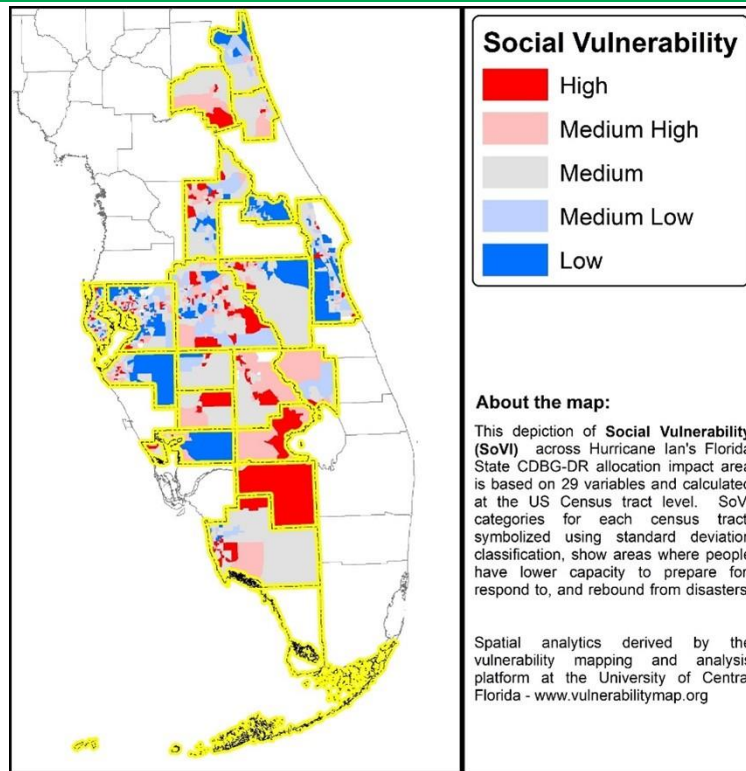 Social Vulnerability
High
Medium High
Medium
Medium Low
Low
About the map:
This depiction of Social Vulnerability
(SoVI) across Hurricane Ian's Florida
State CDBG-DR allocation impact area
is based on 29 variables and calculated
at the US Census tract level. SoV
categories for each census tract
symbolized using standard deviation
classification, show areas where people
have lower capacity to prepare for
respond to, and rebound from disasters
Spatial analytics derived by the
vulnerability mapping and analysis
platform at the University of Centra
Florida - www.vulnerabilitymap.org